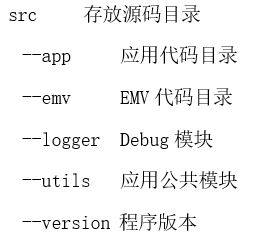 src 存放源码目录
--app 应用代码目录
--emv EMV 代码目录
--logger Debug 模块
--utils 应用公共模块
--version 程序版本